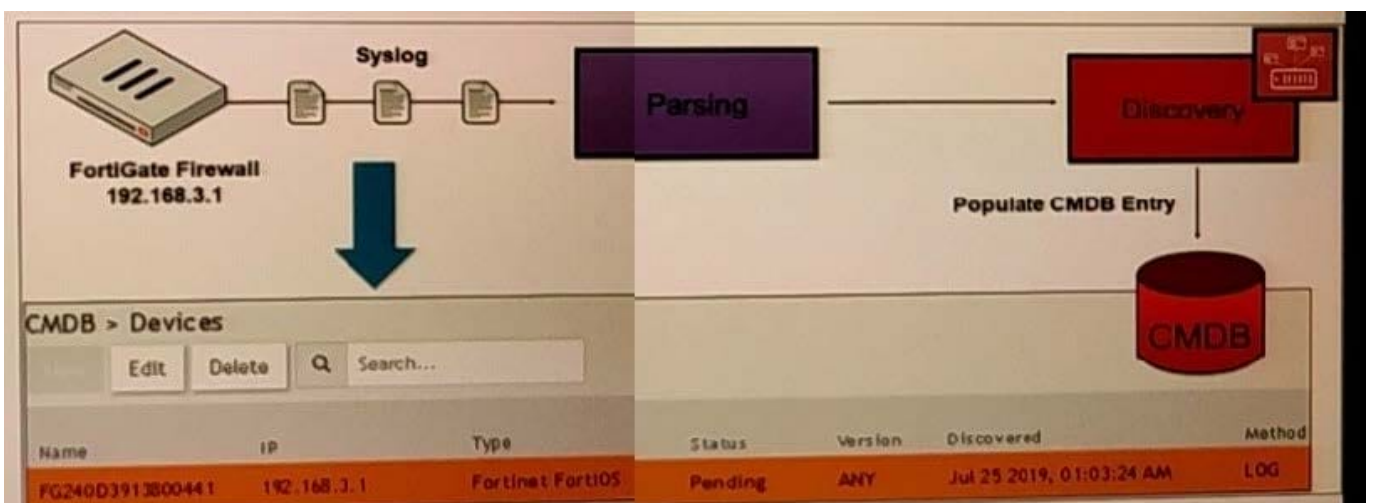 Syslog
Parsing
Discovery
FortiGate Firewall
192.168.3.1
Populate CMDB Entry
CMDB
CMDB > Devices
Edit Delete Search...
Name IP Type Status Version Discovered Method
FG240D3913800441 192.168.3.1 Fortinet FortiOS Pending ANY Jul 25 2019, 01:03:24 AM LOG